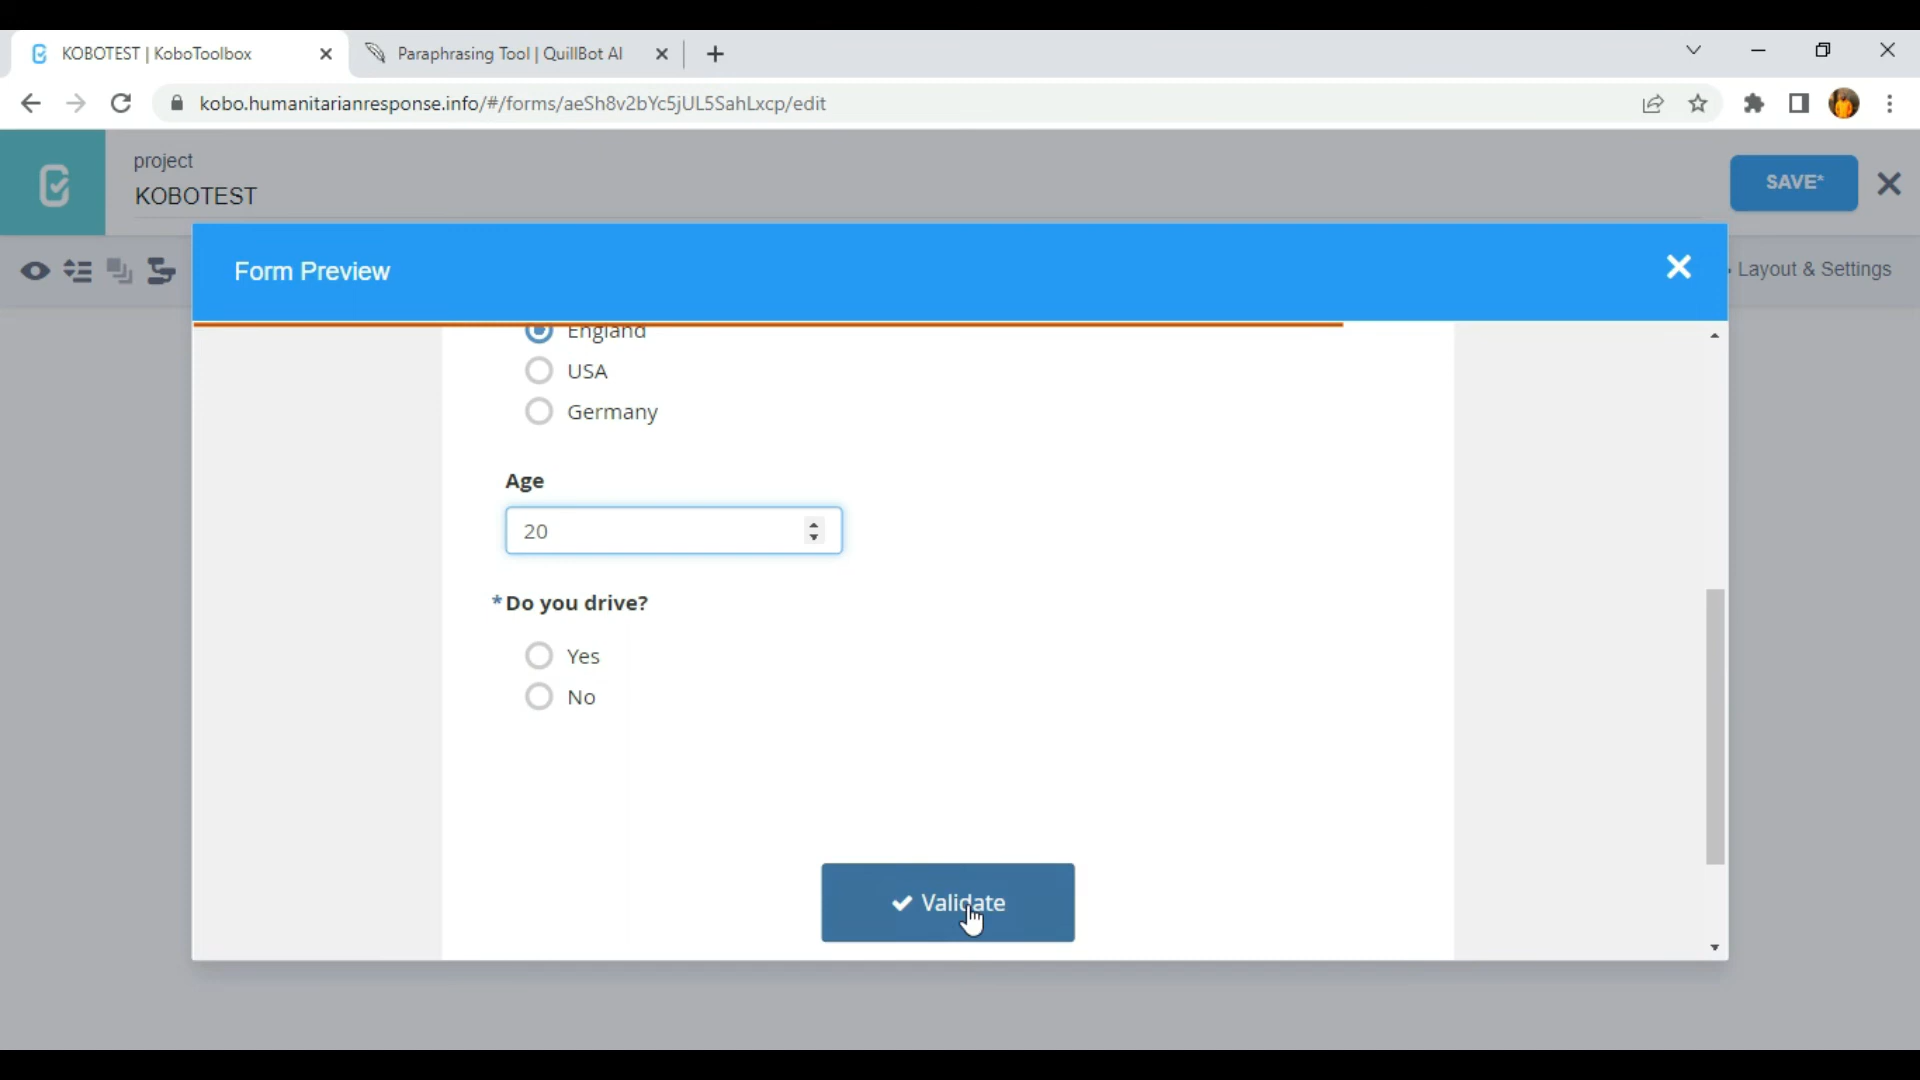 KOBOTEST | KoboToolbox
Paraphrasing Tool | QuillBot AI
kobo.humanitarianresponse.info/#/forms/aeSh8v2bYc5jUL5SahLxcp/edit
project
KOBOTEST
SAVE*
Form Preview
Layout & Settings
England
USA
Germany
Age
20
*Do you drive?
Yes
No
Validate